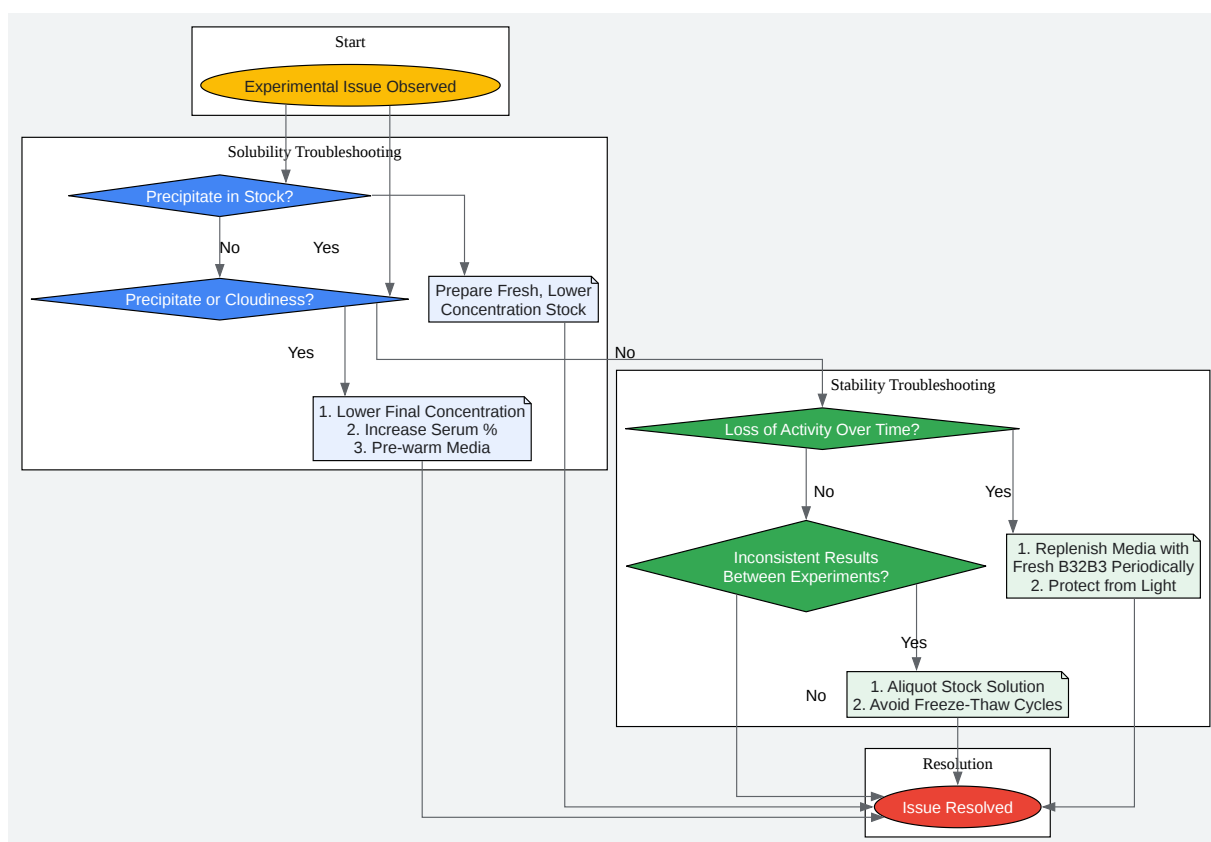 Start
Experimental Issue Observed
Solubility Troubleshooting
Precipitate in Stock?
No
Yes
Precipitate or Cloudiness?
Prepare Fresh, Lower
Concentration Stock
Yes
No
1. Lower Final Concentration
2. Increase Serum %
3. Pre-warm Media
Stability Troubleshooting
Loss of Activity Over Time?
No
Yes
Inconsistent Results
Between Experiments?
1. Replenish Media with
Fresh B32B3 Periodically
2. Protect from Light
Yes
No
1. Aliquot Stock Solution
2. Avoid Freeze-Thaw Cycles
Resolution
Issue Resolved